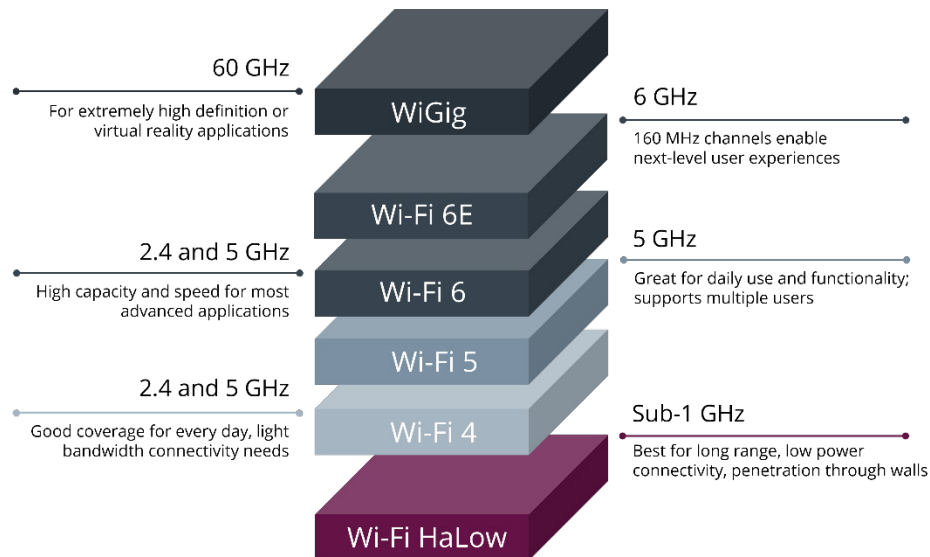 60 GHz
For extremely high definition or
virtual reality applications
WiGig
6 GHz
160 MHz channels enable
next-level user experiences
Wi-Fi 6E
2.4 and 5 GHz
High capacity and speed for most
advanced applications
Wi-Fi 6
5 GHz
Great for daily use and functionality;
supports multiple users
Wi-Fi 5
2.4 and 5 GHz
Good coverage for every day, light
bandwidth connectivity needs
Wi-Fi 4
Sub-1 GHz
Best for long range, low power
connectivity, penetration through walls
Wi-Fi HaLow